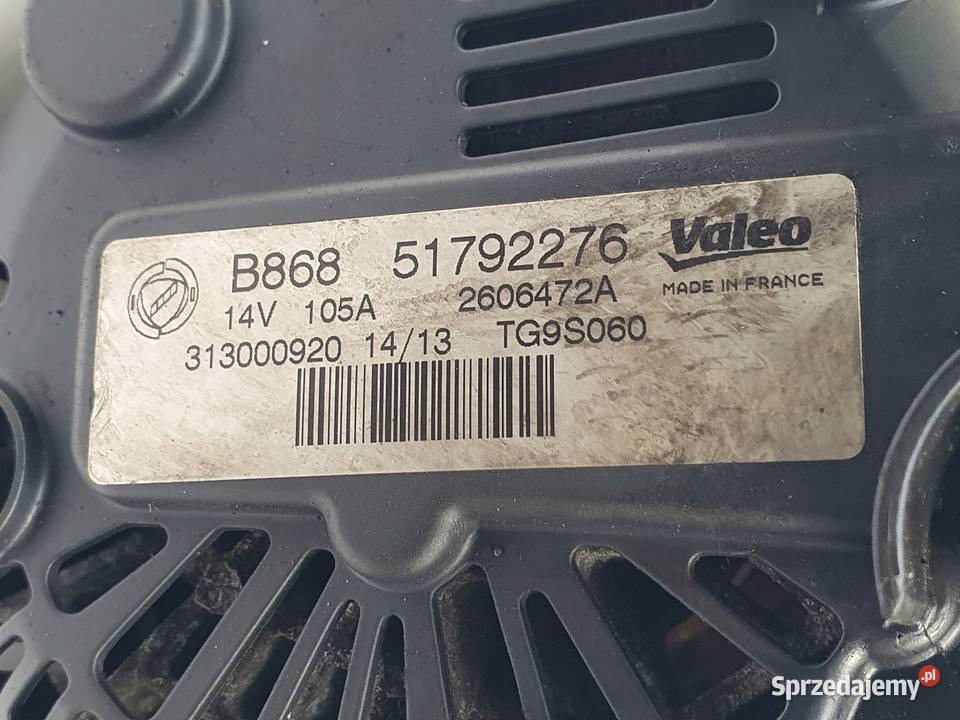 B868 51792276 Valeo
14V 105A 2606472A MADE IN FRANCE
313000920 14/13 TG9S060
Sprzedajemy.pl